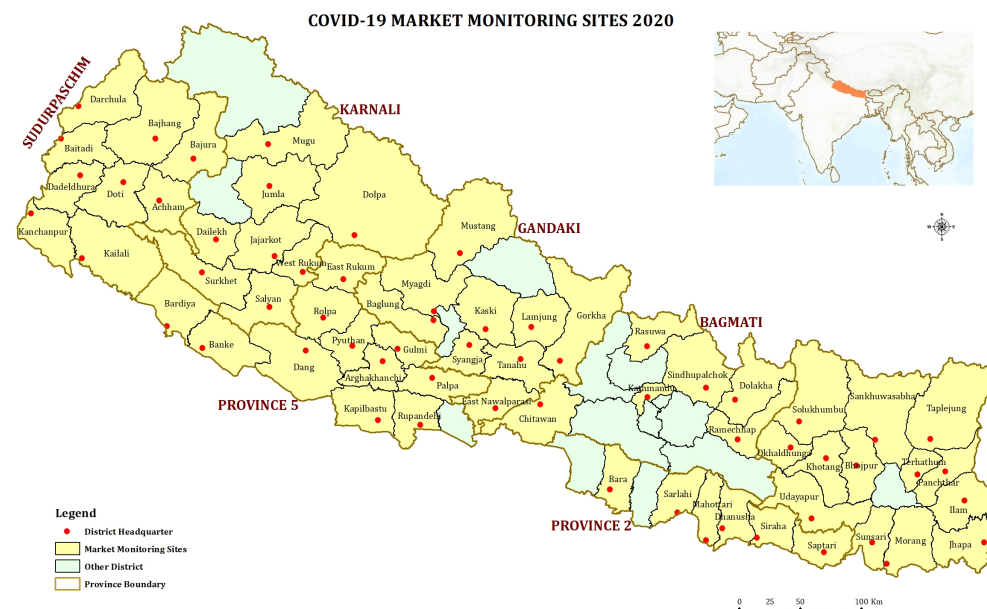 COVID-19 MARKET MONITORING SITES 2020
SUDURPASCHIM
KARNALI
GANDAKI
BAGMATI
PROVINCE 5
PROVINCE 2
Darchula
Bajhang
Bajura
Baitadi
Mugu
Dadeldhura
Doti
Achham
Jumla
Dolpa
Kanchanpur
Kailali
Dailekh
Jajarkot
Mustang
West Rukum
East Rukum
Surkhet
Myagdi
Bardiya
Salyan
Rolpa
Baglung
Kaski
Lamjung
Gorkha
Rasuwa
Banke
Pyuthan
Gulmi
Syangja
Tanahu
Dang
Arghakhanchi
Palpa
Sindhupalchok
Dolakha
Kathmandu
Kapilbastu
Rupandehi
East Nawalparasi
Chitawan
Ramechhap
Solukhumbu
Sankhuwasabha
Taplejung
Okhaldhunga
Khotang
Bhojpur
Terhathum
Panchthar
Bara
Sarlahi
Mahottari
Dhanusha
Siraha
Udayapur
Saptari
Sunsari
Morang
Ilam
Jhapa
N
W
E
S
Legend
District Headquarter
Market Monitoring Sites
Other District
Province Boundary
0 25 50 100 Km